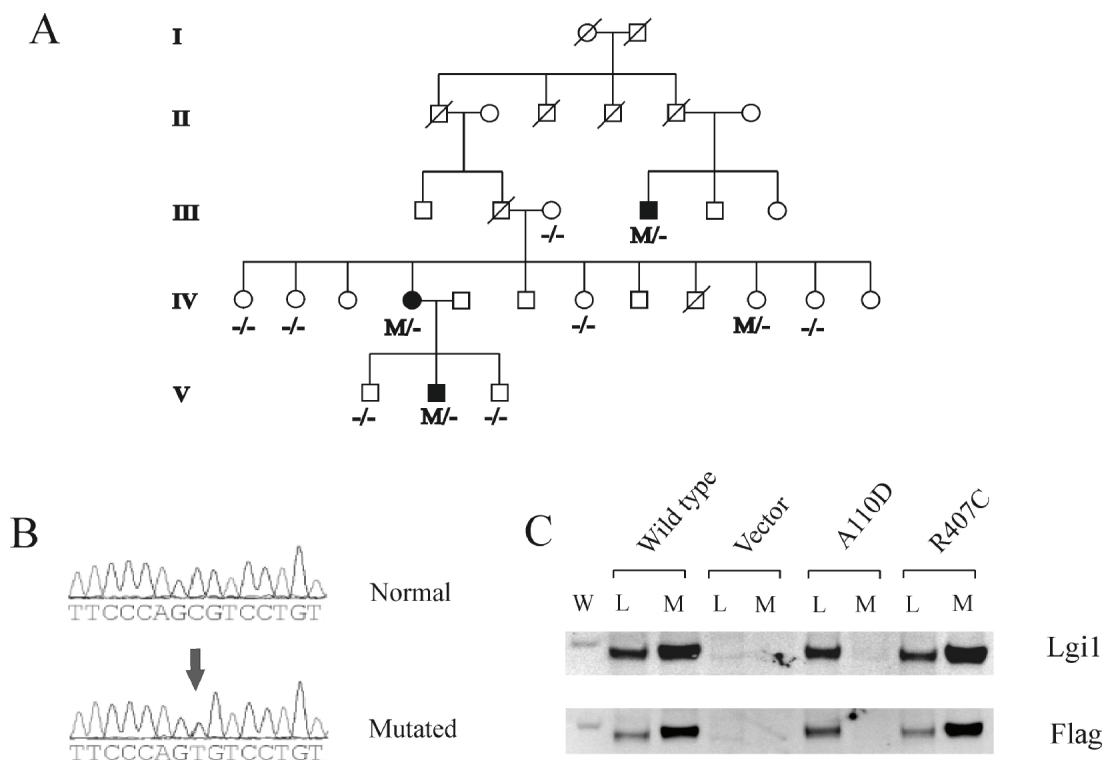 A
I
II
III
-/-
M/-
IV
-/-
-/-
M/-
-/-
M/-
-/-
V
-/-
M/-
-/-
B
TTCCCAGCGTCCTGT
Normal
TTCCCAGTGTCCTGT
Mutated
C
Wild type
Vector
A110D
R407C
W L M L M L M L M
Lgi1
Flag